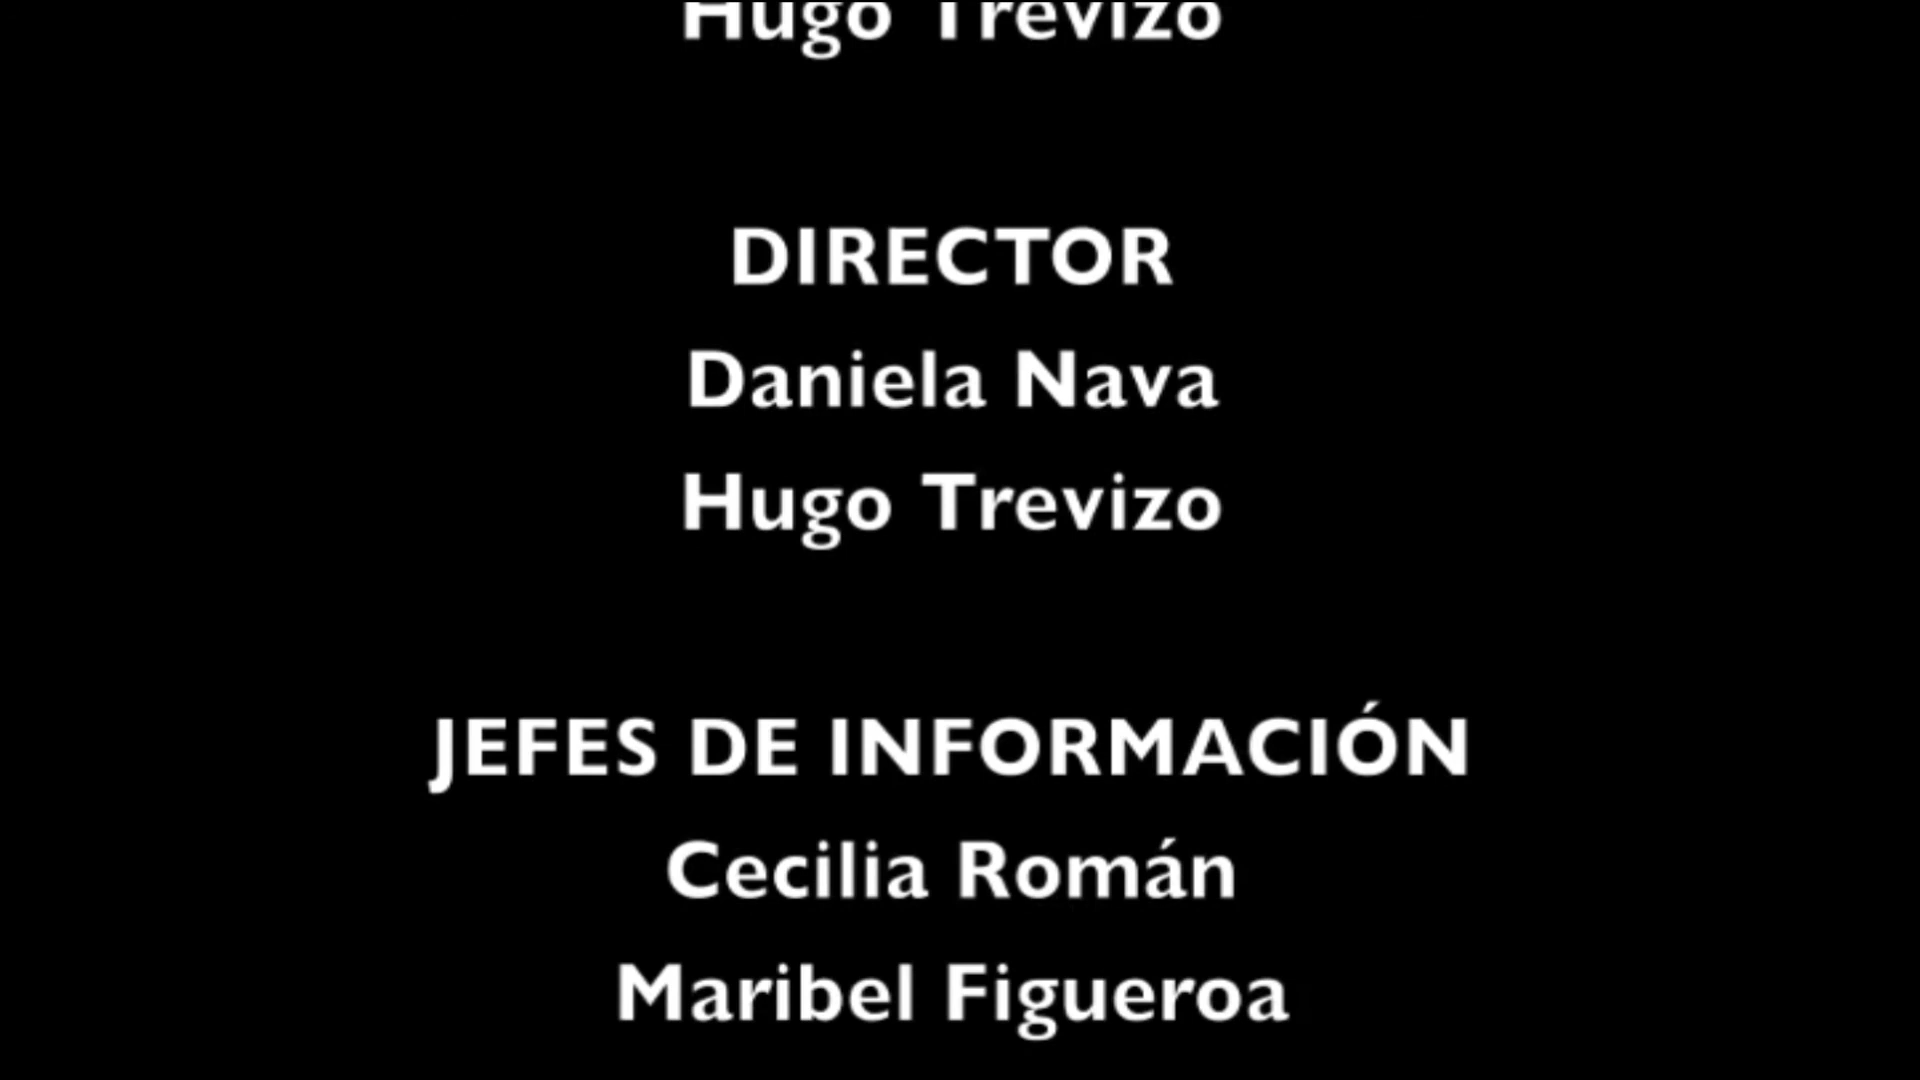 Hugo Trevizo
DIRECTOR
Daniela Nava
Hugo Trevizo
JEFES DE INFORMACIÓN
Cecilia Román
Maribel Figueroa